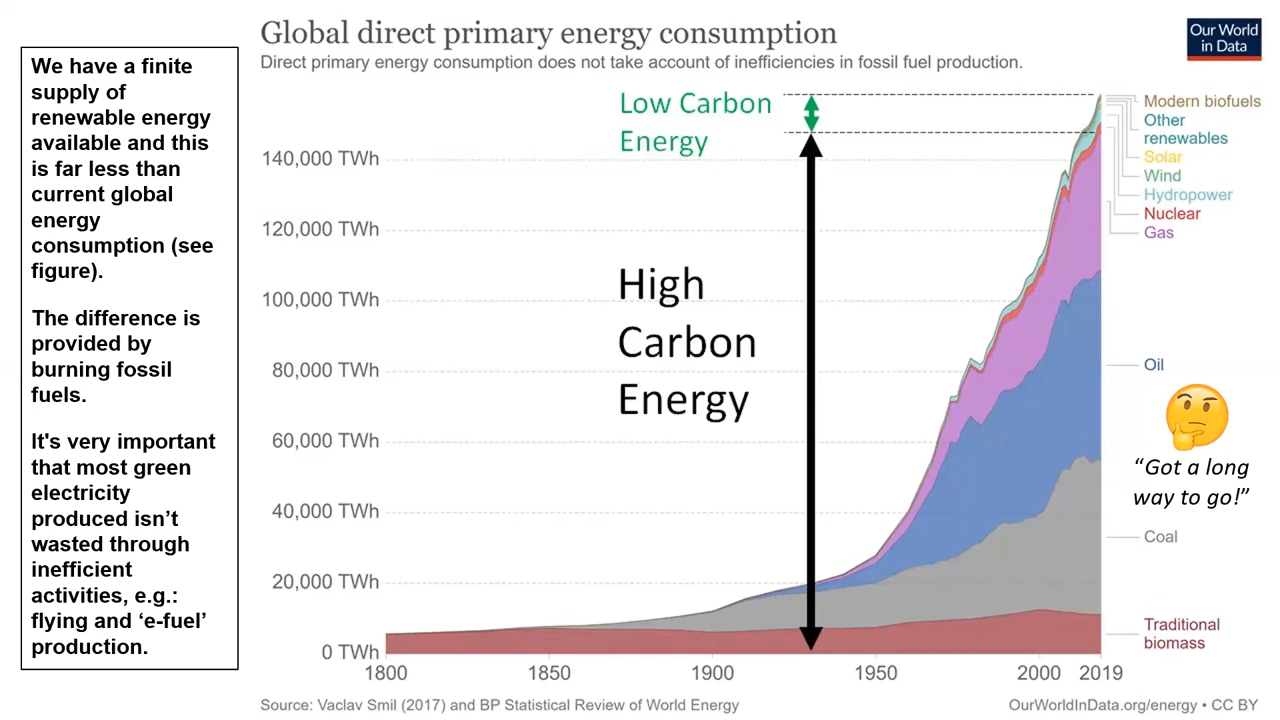 Global direct primary energy consumption
Direct primary energy consumption does not take account of inefficiencies in fossil fuel production.
Our World
in Data
We have a finite
supply of
renewable energy
available and this
is far less than
current global
energy
consumption (see
figure).
The difference is
provided by
burning fossil
fuels.
It's very important
that most green
electricity
produced isn’t
wasted through
inefficient
activities, e.g.:
flying and ‘e-fuel’
production.
Low Carbon
Energy
High
Carbon
Energy
140,000 TWh
120,000 TWh
100,000 TWh
80,000 TWh
60,000 TWh
40,000 TWh
20,000 TWh
0 TWh
1800
1850
1900
1950
2000
2019
Modern biofuels
Other
renewables
Solar
Wind
Hydropower
Nuclear
Gas
Oil
“Got a long
way to go!”
Coal
Traditional
biomass
Source: Vaclav Smil (2017) and BP Statistical Review of World Energy
OurWorldInData.org/energy • CC BY